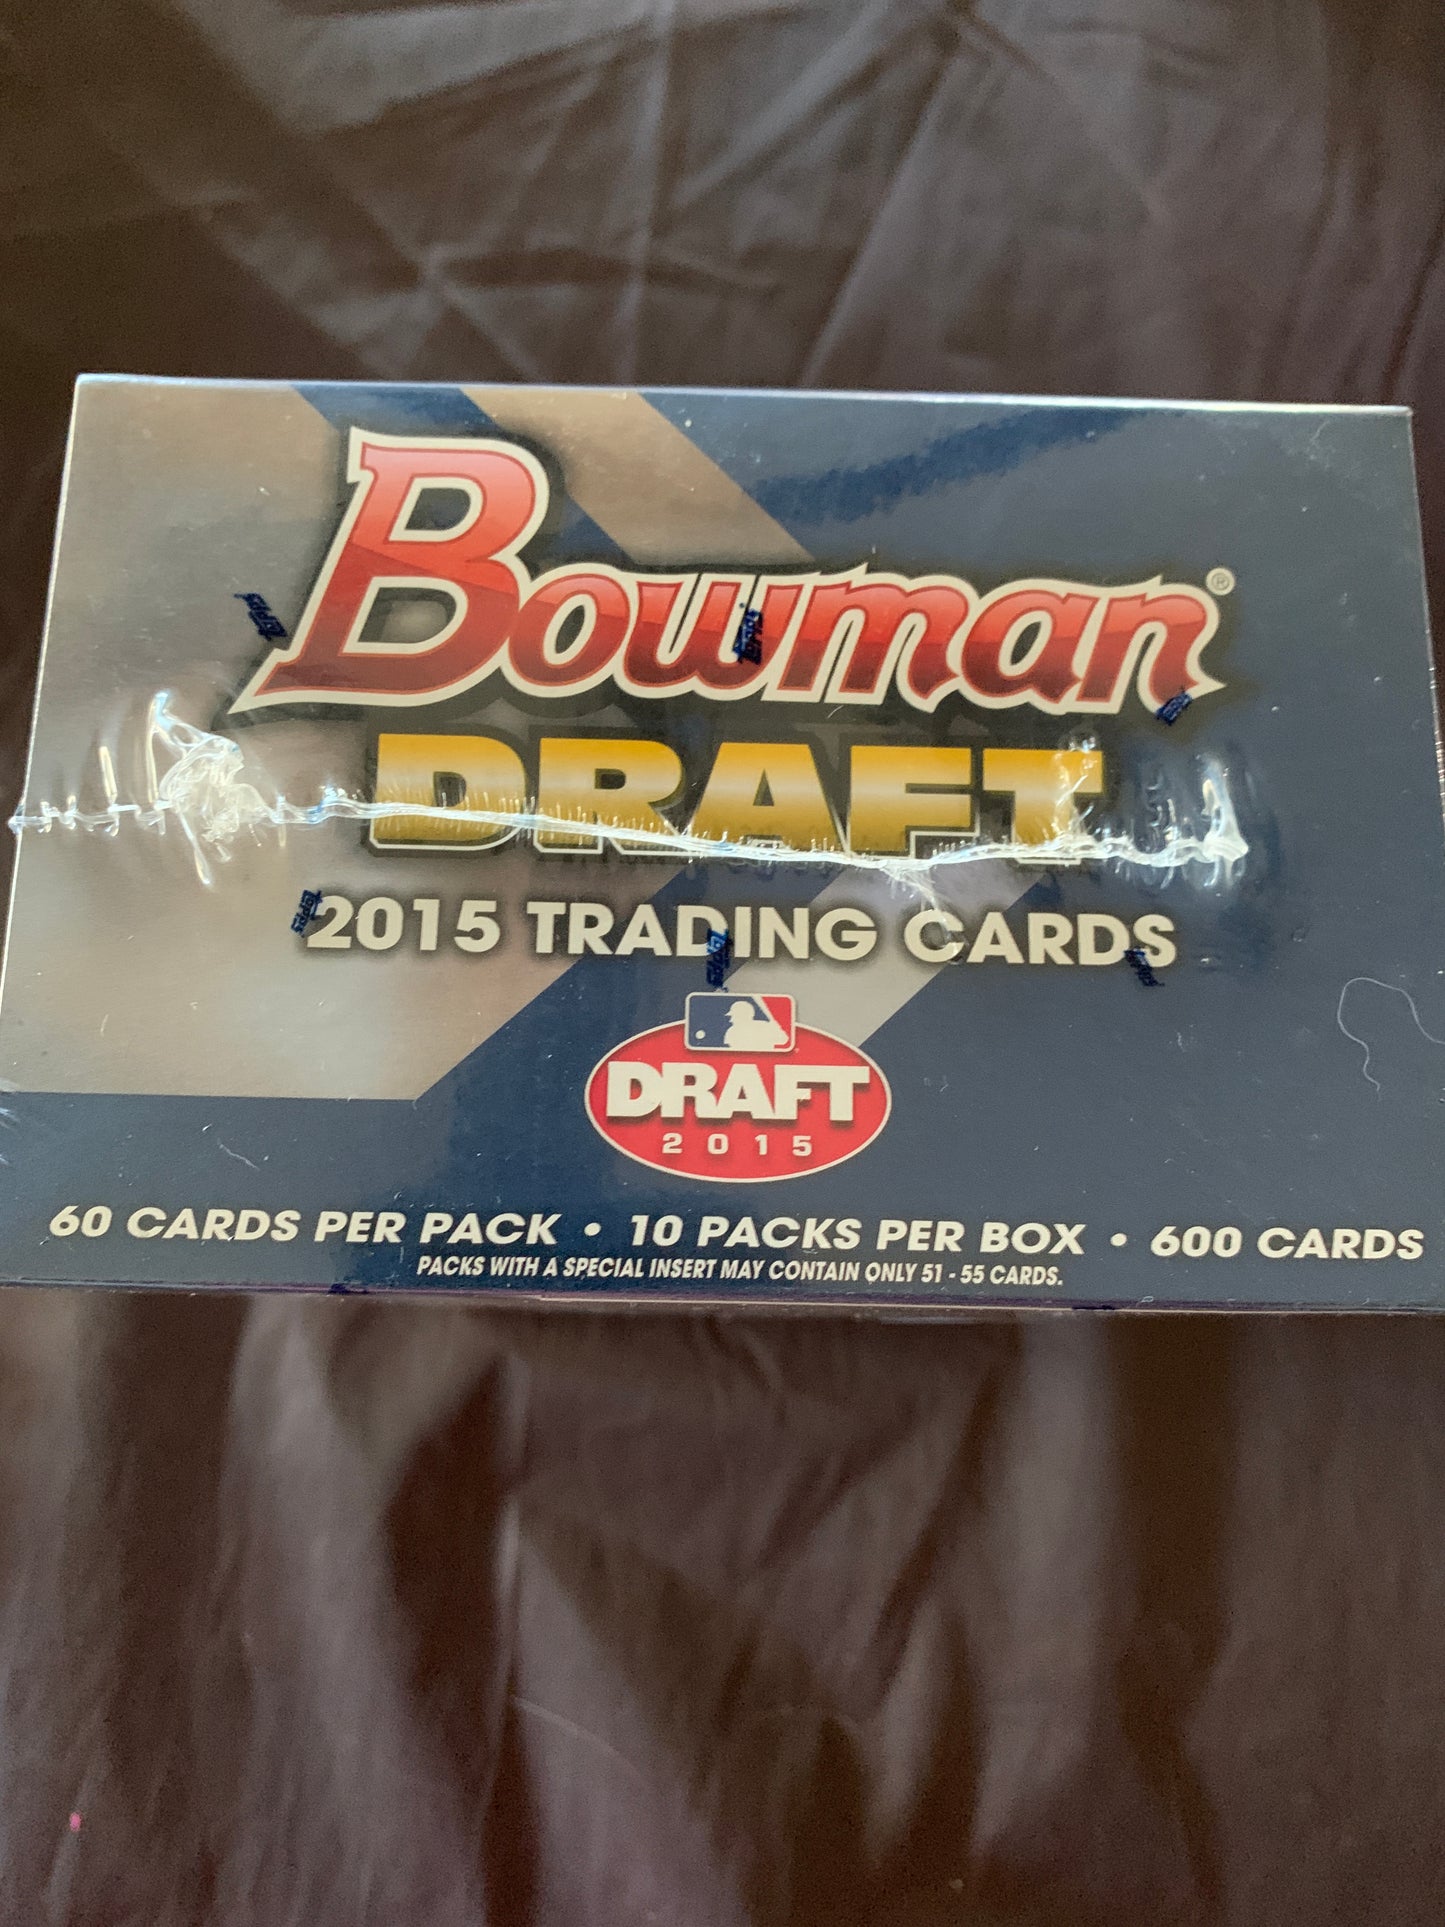 Bowman®
DRAFT
2015 TRADING CARDS
DRAFT
2015
60 CARDS PER PACK • 10 PACKS PER BOX • 600 CARDS
PACKS WITH A SPECIAL INSERT MAY CONTAIN ONLY 51 - 55 CARDS.